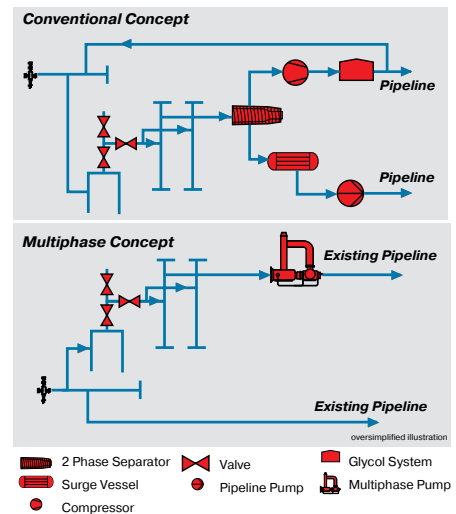 Conventional Concept
Pipeline
Pipeline
Multiphase Concept
Existing Pipeline
Existing Pipeline
oversimplified illustration
2 Phase Separator
Valve
Glycol System
Surge Vessel
Pipeline Pump
Multiphase Pump
Compressor